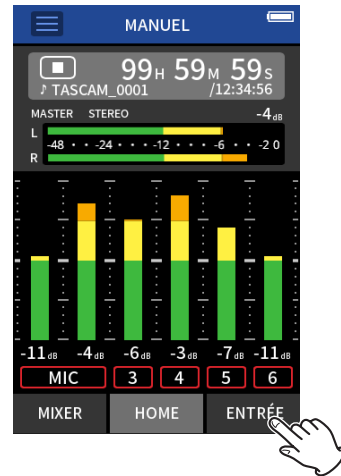 MANUEL
99H 59M 59s
♪ TASCAM_0001 /12:34:56
MASTER STEREO -4dB
L
-48 · · -24 · · · -12 · · · -6 · · -2 0
R
-11dB -4dB -6dB -3dB -7dB -11dB
MIC 3 4 5 6
MIXER HOME ENTRÉE